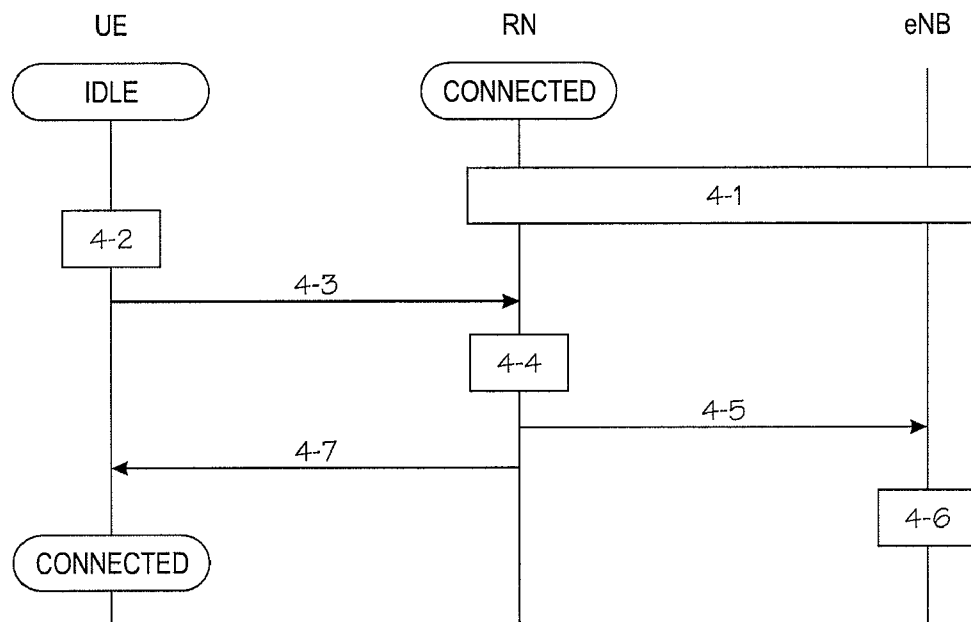 UE
RN
eNB
IDLE
CONNECTED
4-1
4-2
4-3
4-4
4-5
4-7
4-6
CONNECTED